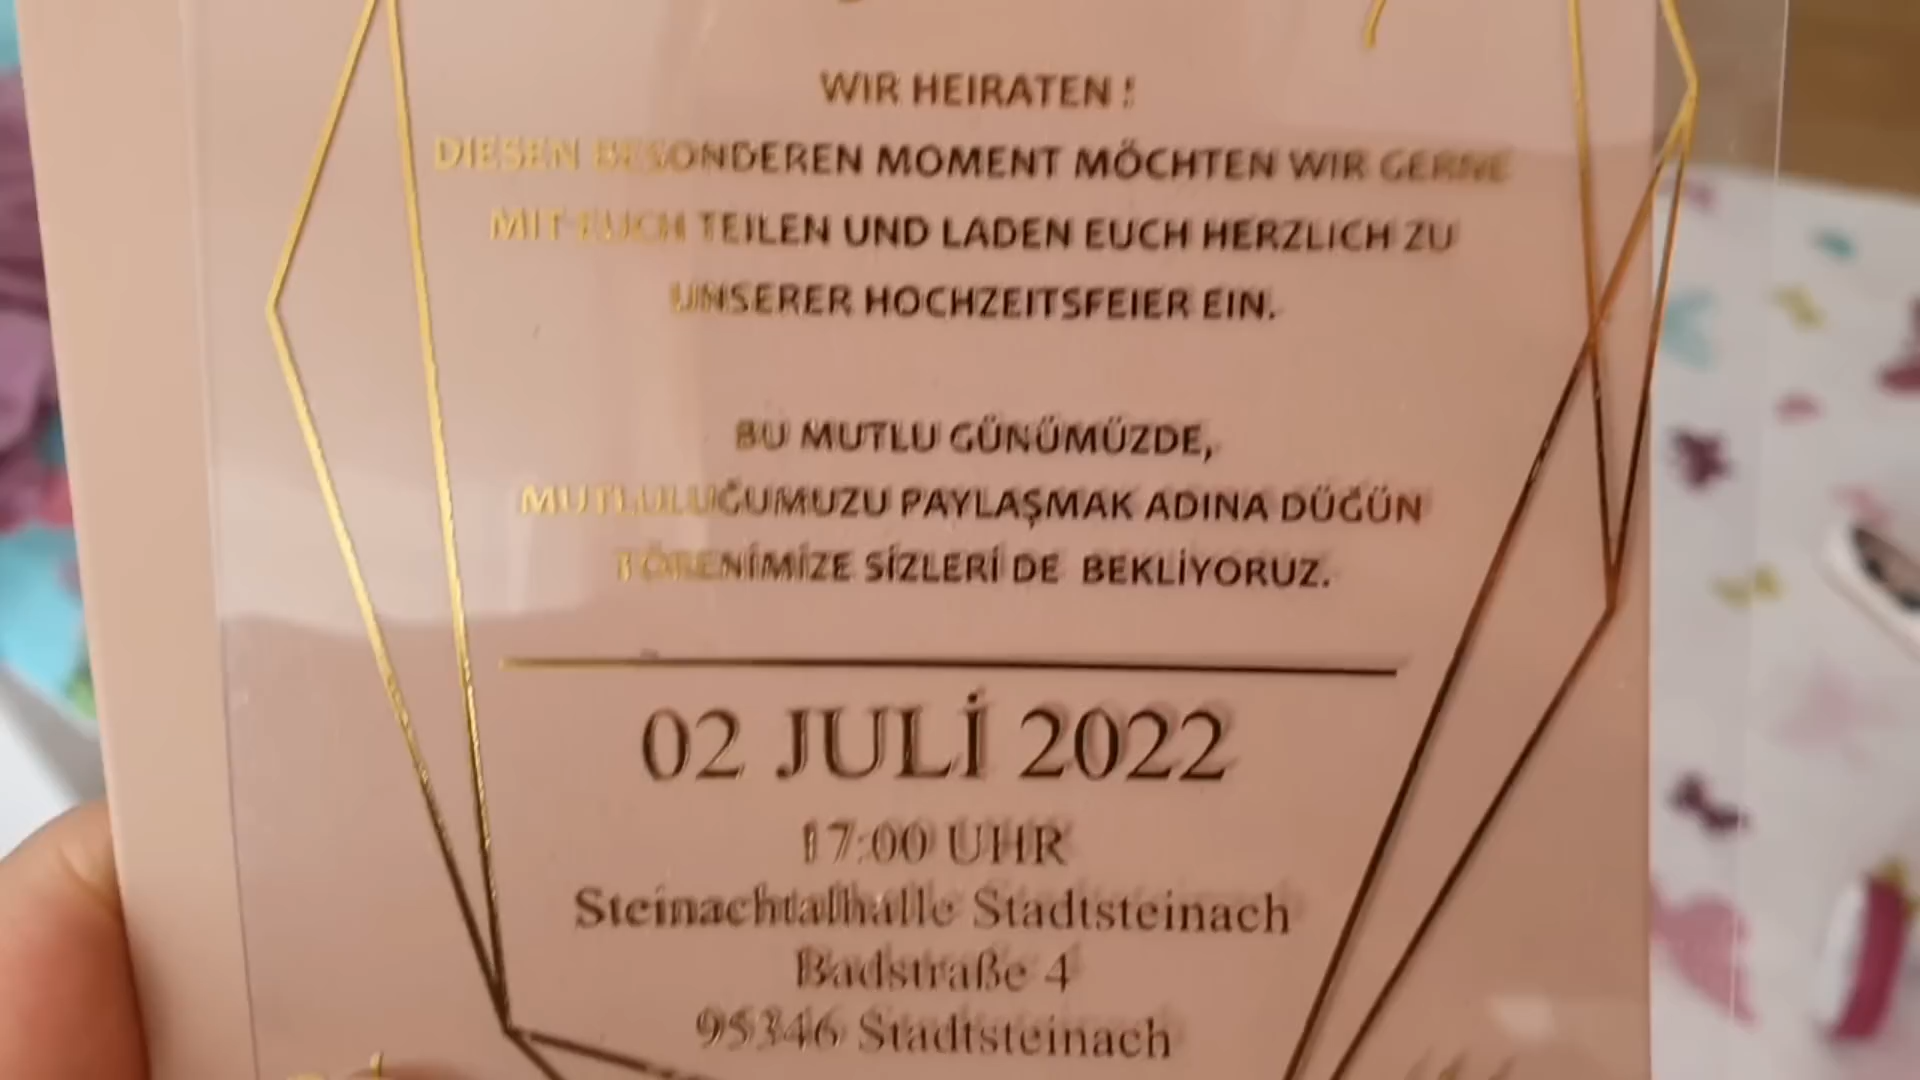 WIR HEIRATEN !
DIESEN BESONDEREN MOMENT MÖCHTEN WIR GERNE
MIT EUCH TEILEN UND LADEN EUCH HERZLICH ZU
UNSERER HOCHZEITSFEIER EIN.
BU MUTLU GÜNÜMÜZDE,
MUTLULUĞUMUZU PAYLAŞMAK ADINA DÜĞÜN
TÖRENİMİZE SİZLERİ DE BEKLİYORUZ.
02 JULİ 2022
17:00 UHR
Steinachtalhalle Stadtsteinach
Badstraße 4
95346 Stadtsteinach